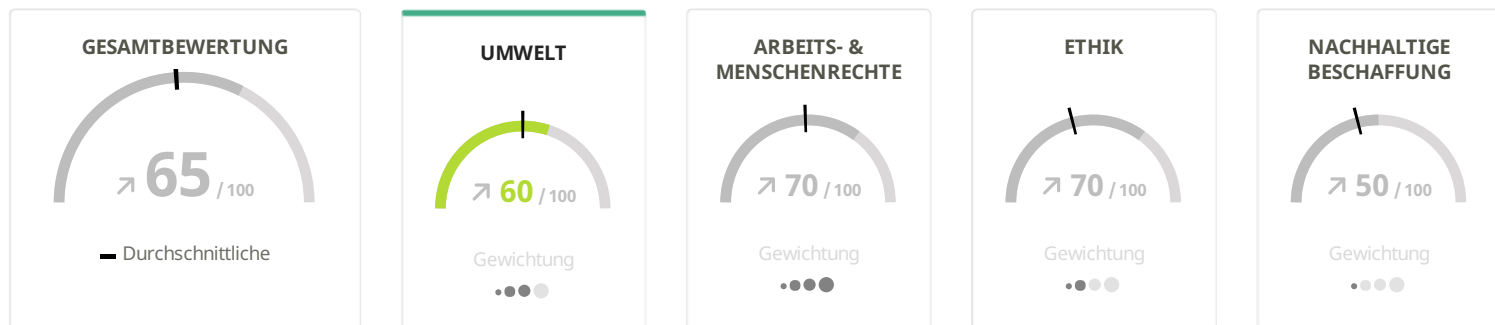 GESAMTBEWERTUNG
65 / 100
Durchschnittliche
UMWELT
60 / 100
Gewichtung
ARBEITS- &
MENSCHENRECHTE
70 / 100
Gewichtung
ETHIK
70 / 100
Gewichtung
NACHHALTIGE
BESCHAFFUNG
50 / 100
Gewichtung